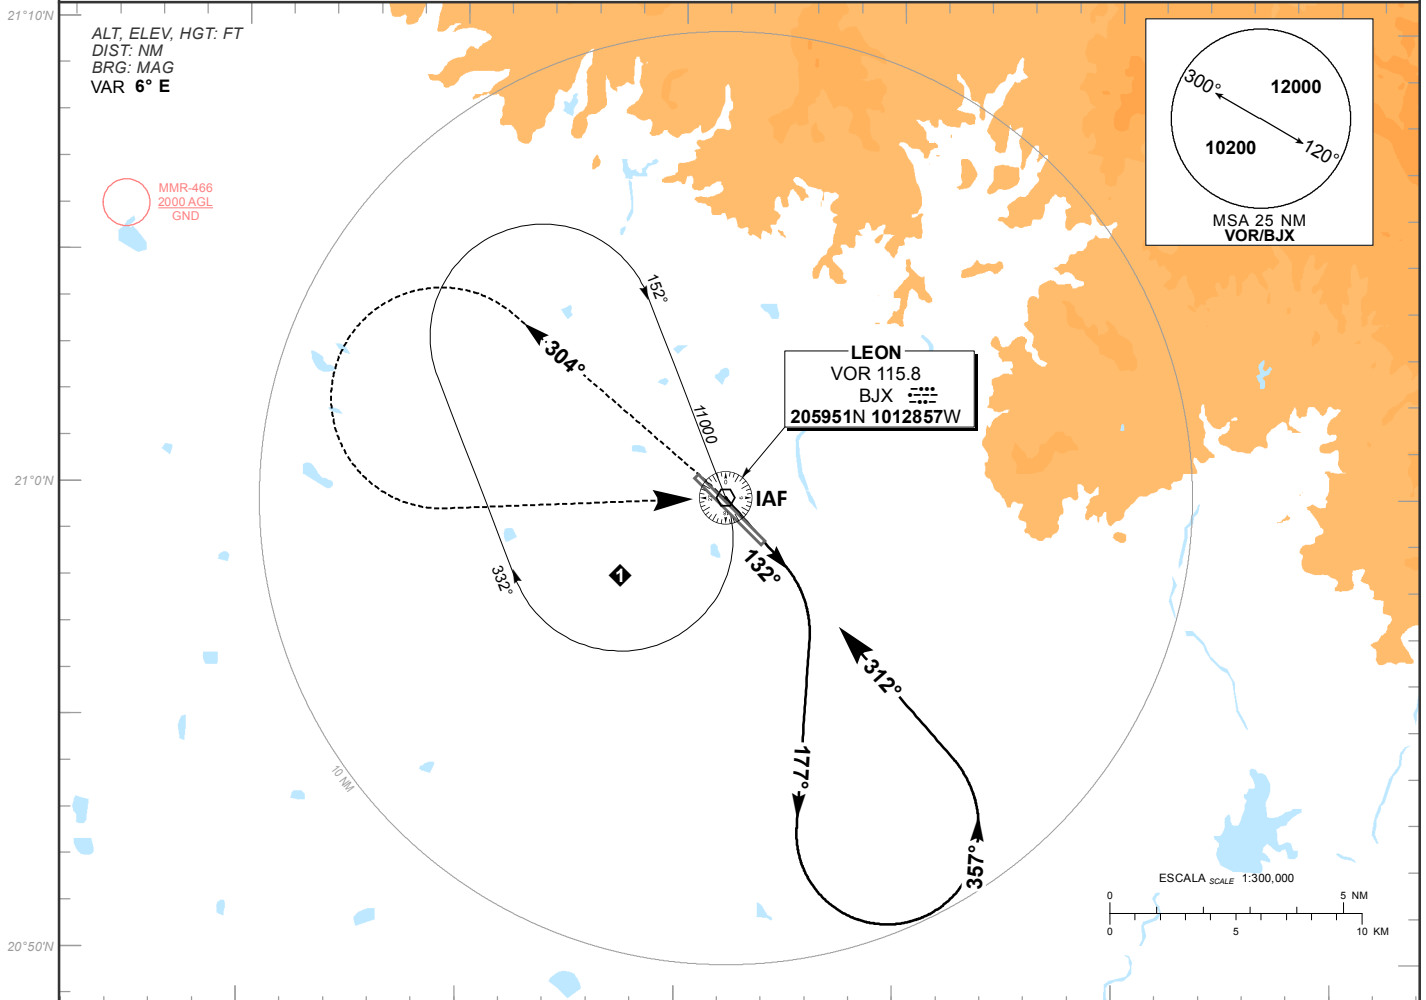 21°10'N
ALT, ELEV, HGT: FT
DIST: NM
BRG: MAG
VAR 6° E
300°
12000
10200
120°
MSA 25 NM
VOR/BJX
MMR-466
2000 AGL
GND
152°
304°
LEON
VOR 115.8
BJX
205951N 1012857W
11000
21°0'N
IAF
132°
332°
1
312°
177°
10 NM
357°
ESCALA SCALE 1:300,000
0 5 NM
0 5 10 KM
20°50'N